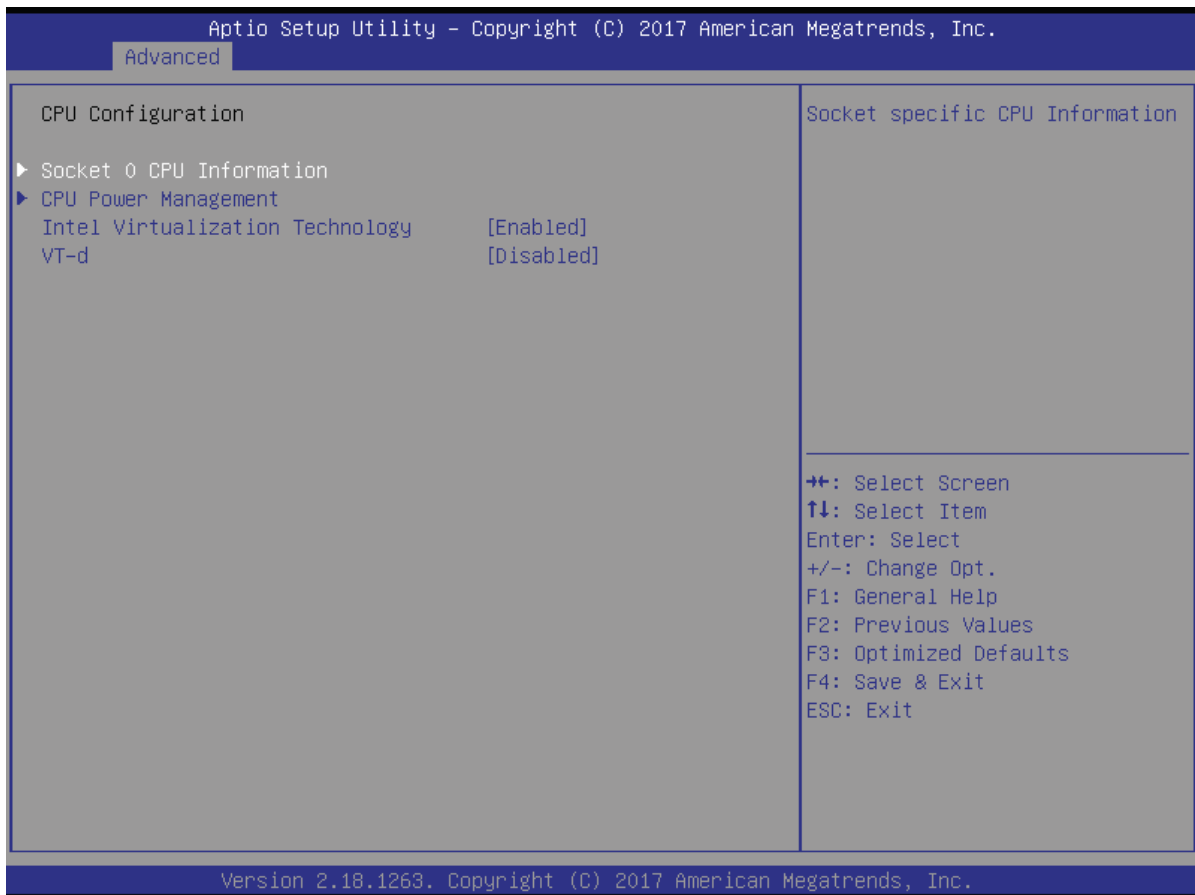 Aptio Setup Utility – Copyright (C) 2017 American Megatrends, Inc.
Advanced
CPU Configuration
Socket 0 CPU Information
CPU Power Management
Intel Virtualization Technology [Enabled]
VT-d [Disabled]
Socket specific CPU Information
→←: Select Screen
↑↓: Select Item
Enter: Select
+/-: Change Opt.
F1: General Help
F2: Previous Values
F3: Optimized Defaults
F4: Save & Exit
ESC: Exit
Version 2.18.1263. Copyright (C) 2017 American Megatrends, Inc.